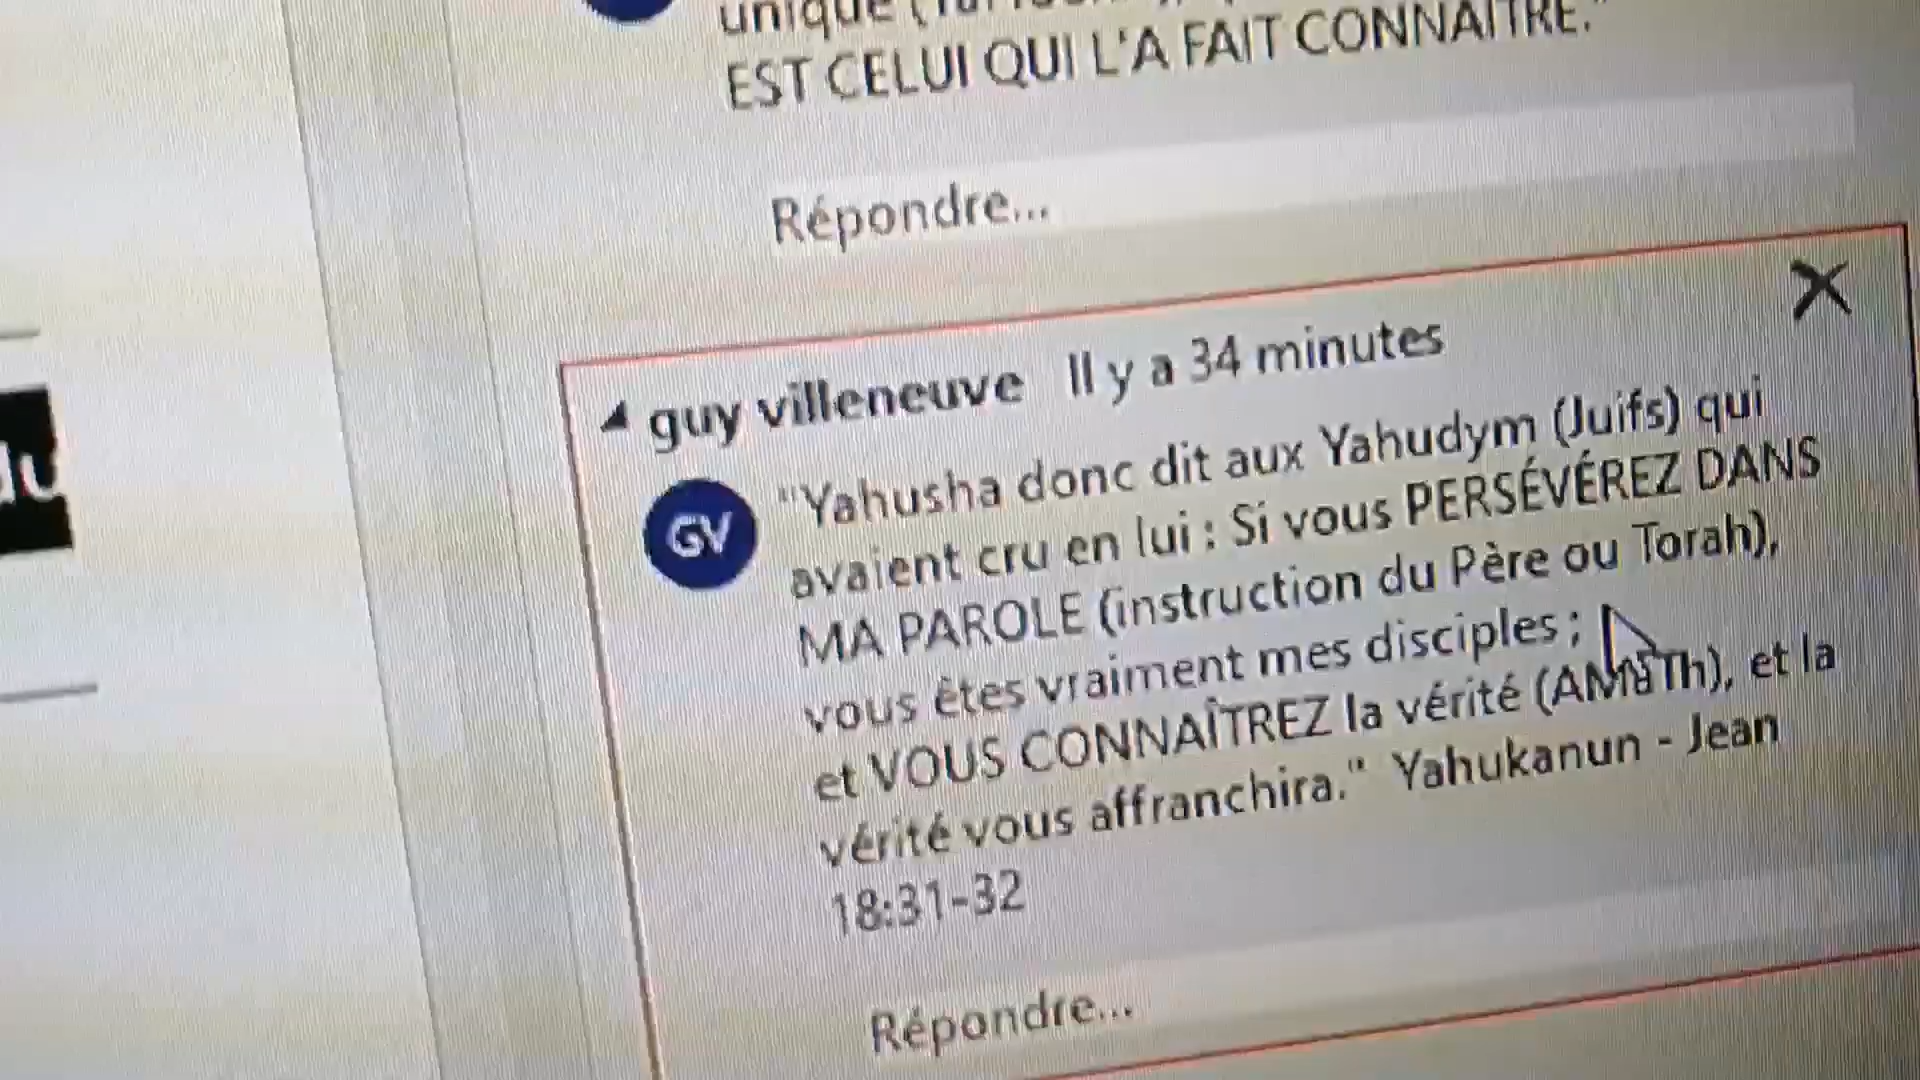 unique
EST CELUI QUI L'A FAIT CONNAÎTRE."
Répondre...
guy villeneuve Il y a 34 minutes
GV
"Yahusha donc dit aux Yahudym (Juifs) qui
avaient cru en lui : Si vous PERSÉVÉREZ DANS
MA PAROLE (instruction du Père ou Torah),
vous êtes vraiment mes disciples ;
et VOUS CONNAÎTREZ la vérité (AMeTh), et la
vérité vous affranchira." Yahukanun - Jean
18:31-32
Répondre...